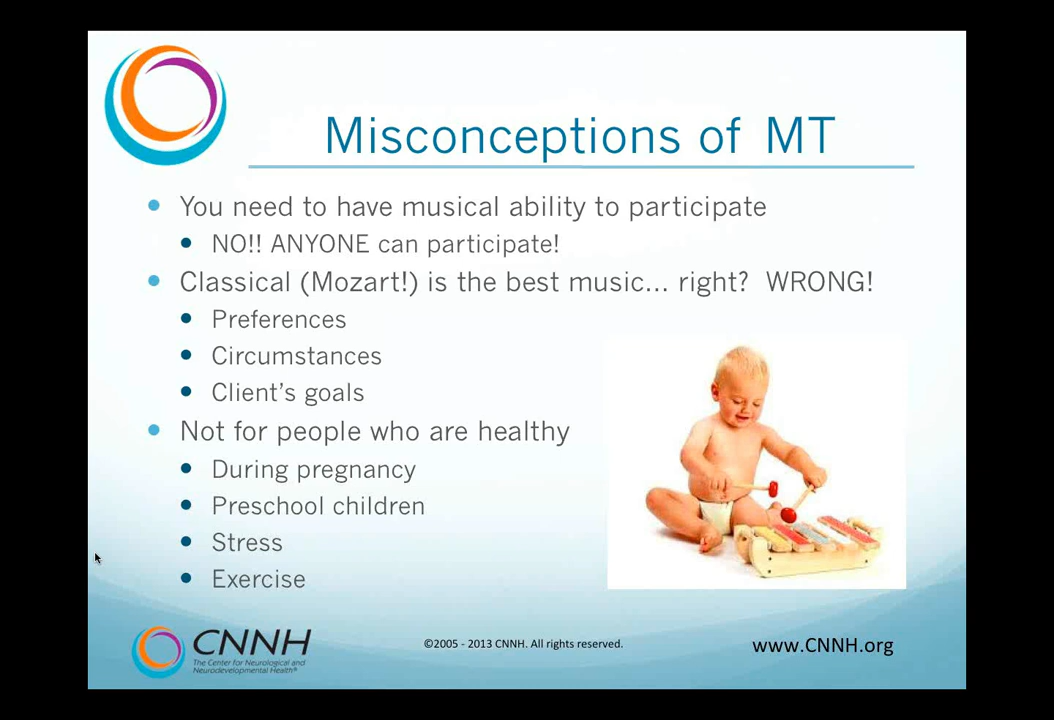 Misconceptions of MT
You need to have musical ability to participate
NO!! ANYONE can participate!
Classical (Mozart!) is the best music... right? WRONG!
Preferences
Circumstances
Client's goals
Not for people who are healthy
During pregnancy
Preschool children
Stress
Exercise
CNNH
The Center for Neurological and
Neurodevelopmental Health®
©2005 - 2013 CNNH. All rights reserved.
www.CNNH.org